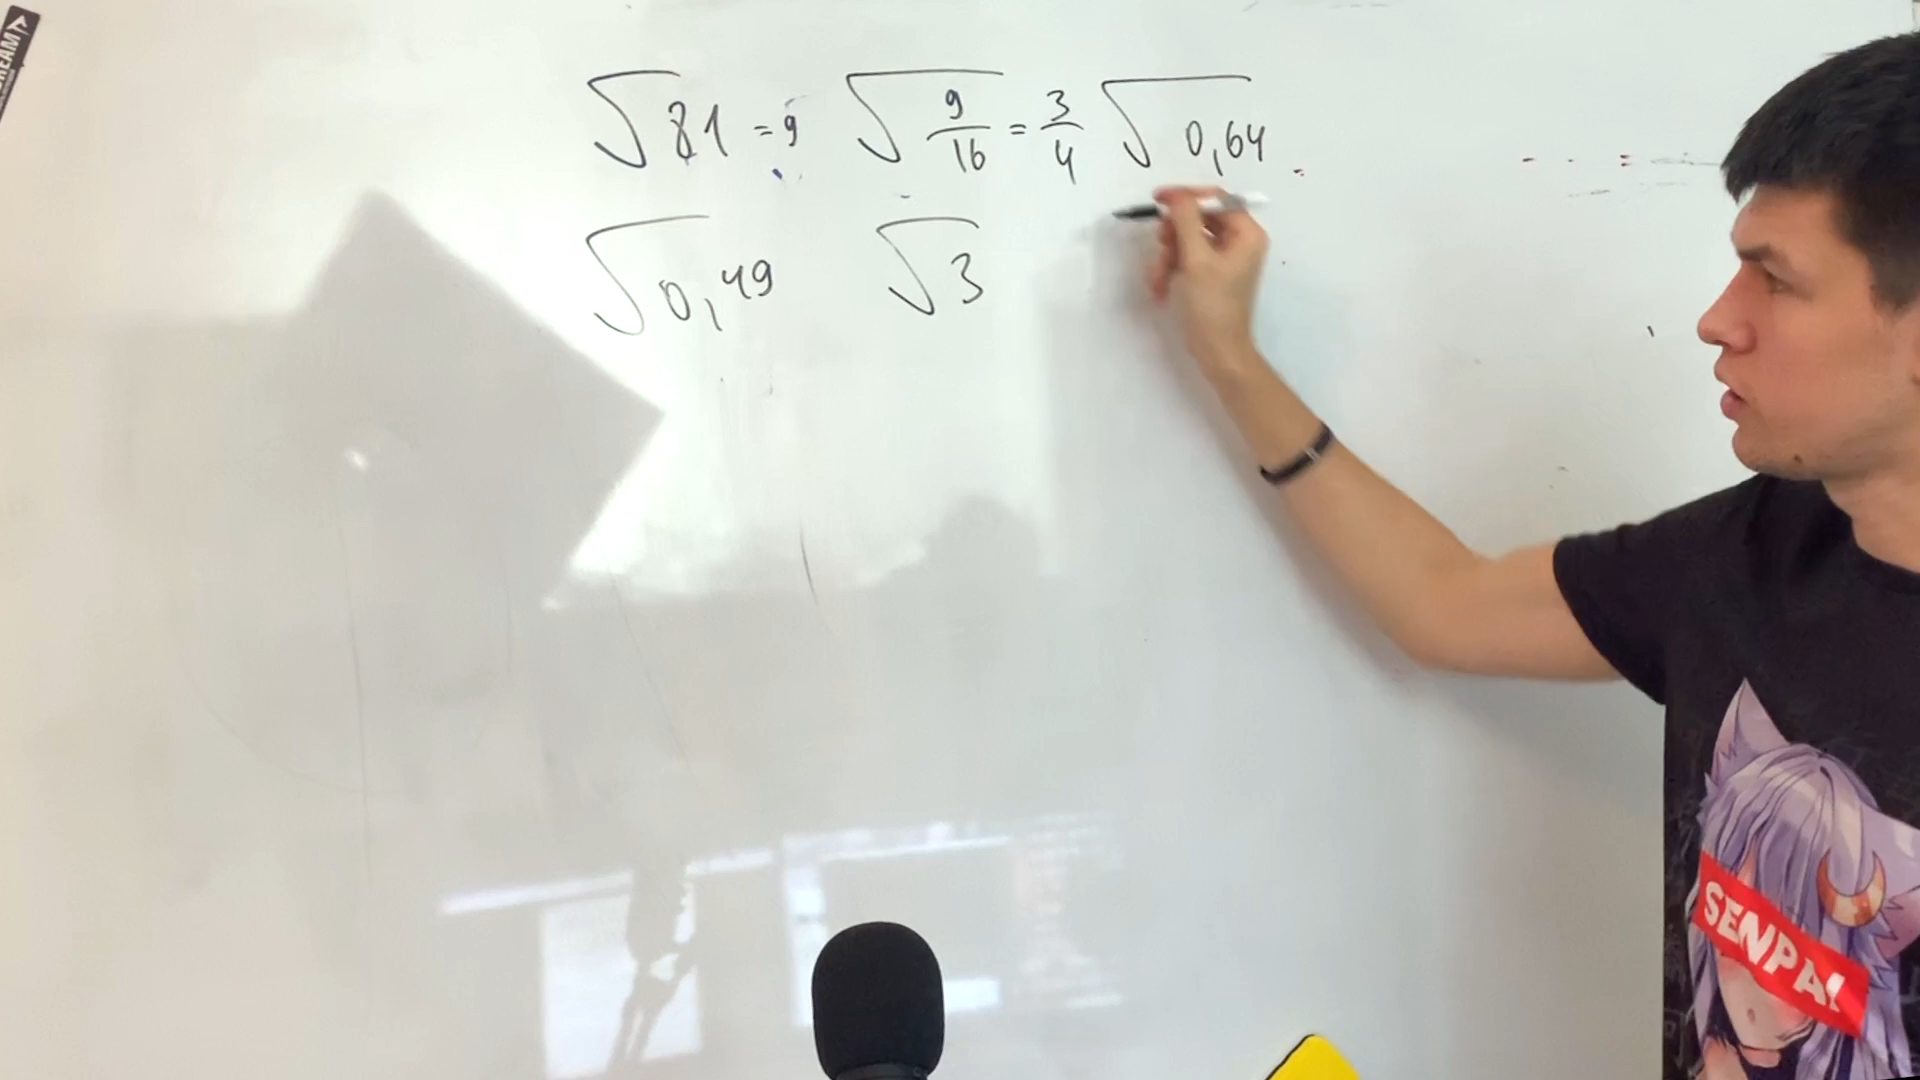 √81 = 9 √9/16 = 3/4 √0,64
√0,49 √3
SENPAI